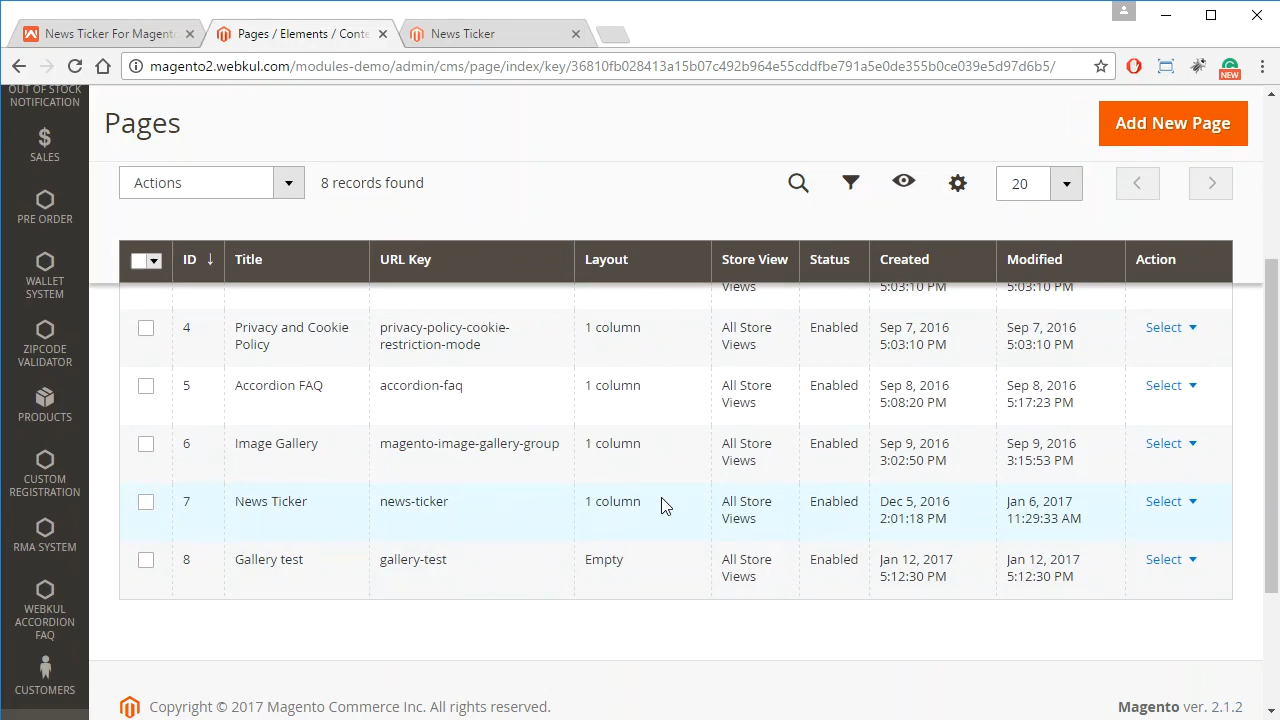 News Ticker For Magent
Pages / Elements / Conte
News Ticker
magento2.webkul.com/modules-demo/admin/cms/page/index/key/36810fb028413a15b07c492b964e55cddfbe791a5e0de355b0ce039e5d97d6b5/
NEW
OUT OF STOCK
NOTIFICATION
$
SALES
PRE ORDER
WALLET
SYSTEM
ZIPCODE
VALIDATOR
PRODUCTS
CUSTOM
REGISTRATION
RMA SYSTEM
WEBKUL
ACCORDION
FAQ
CUSTOMERS
Pages
Add New Page
Actions
8 records found
20
ID ↓ Title URL Key Layout Store View Status Created Modified Action
Views 5:03:10 PM 5:03:10 PM
4 Privacy and Cookie privacy-policy-cookie- 1 column All Store Enabled Sep 7, 2016 Sep 7, 2016 Select
Policy restriction-mode Views 5:03:10 PM 5:03:10 PM
5 Accordion FAQ accordion-faq 1 column All Store Enabled Sep 8, 2016 Sep 8, 2016 Select
Views 5:08:20 PM 5:17:23 PM
6 Image Gallery magento-image-gallery-group 1 column All Store Enabled Sep 9, 2016 Sep 9, 2016 Select
Views 3:02:50 PM 3:15:53 PM
7 News Ticker news-ticker 1 column All Store Enabled Dec 5, 2016 Jan 6, 2017 Select
Views 2:01:18 PM 11:29:33 AM
8 Gallery test gallery-test Empty All Store Enabled Jan 12, 2017 Jan 12, 2017 Select
Views 5:12:30 PM 5:12:30 PM
Copyright © 2017 Magento Commerce Inc. All rights reserved.
Magento ver. 2.1.2